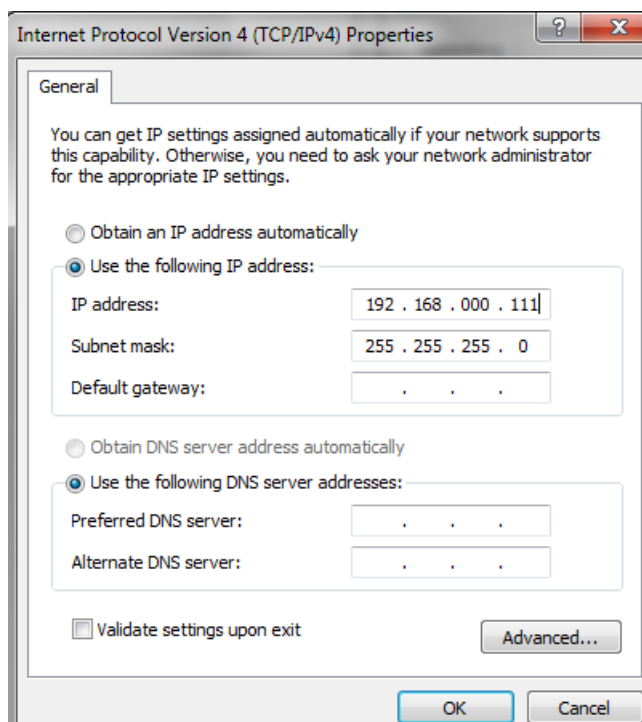 Internet Protocol Version 4 (TCP/IPv4) Properties
General
You can get IP settings assigned automatically if your network supports
this capability. Otherwise, you need to ask your network administrator
for the appropriate IP settings.
Obtain an IP address automatically
Use the following IP address:
IP address: 192 . 168 . 000 . 111
Subnet mask: 255 . 255 . 255 . 0
Default gateway: . . .
Obtain DNS server address automatically
Use the following DNS server addresses:
Preferred DNS server: . . .
Alternate DNS server: . . .
Validate settings upon exit
Advanced...
OK Cancel